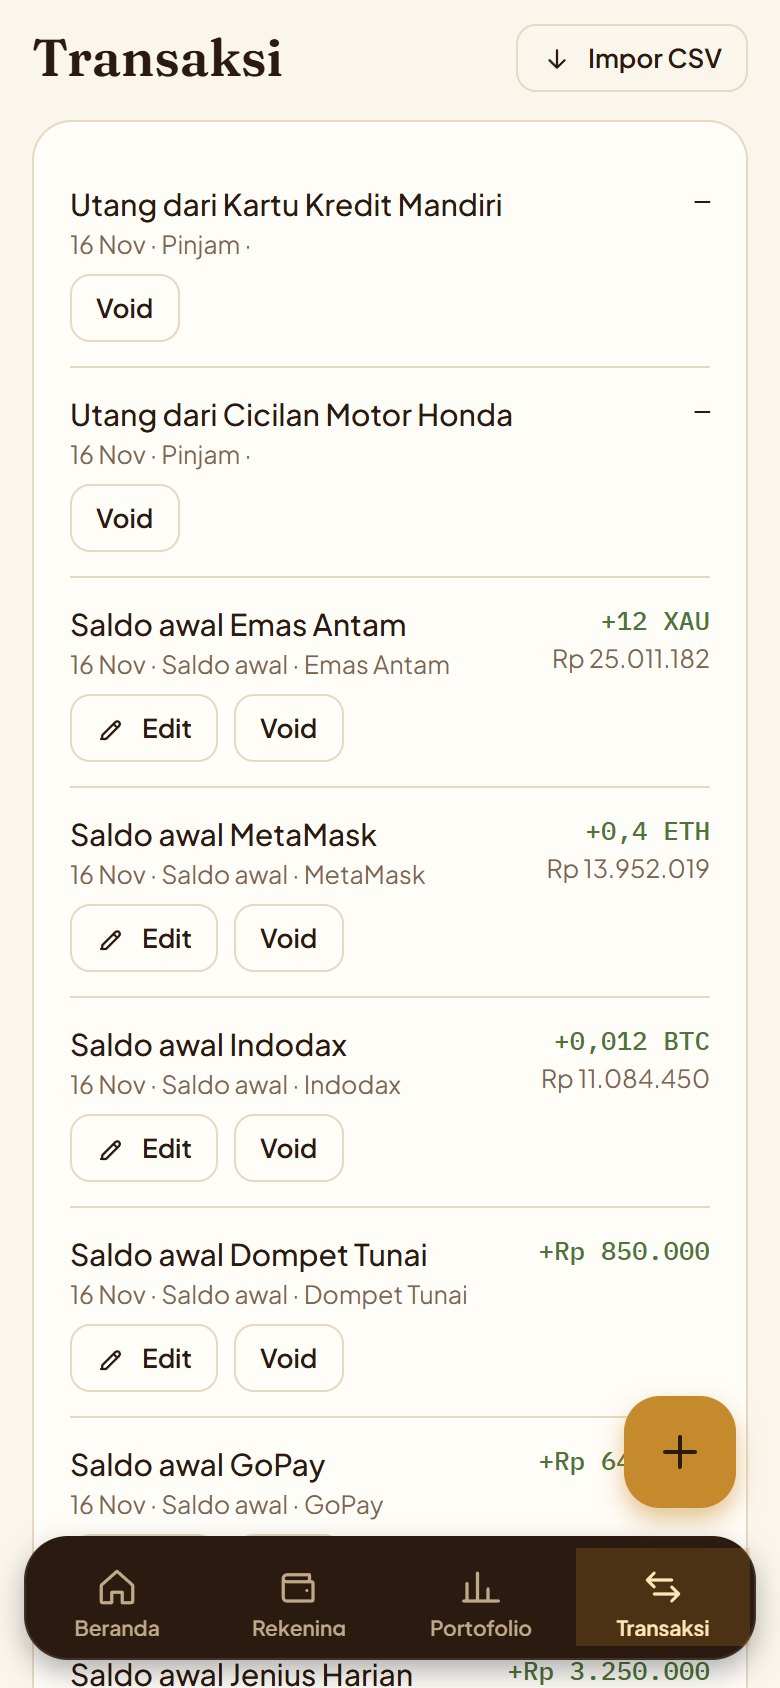 Transaksi
Impor CSV
Utang dari Kartu Kredit Mandiri
–
16 Nov · Pinjam ·
Void
Utang dari Cicilan Motor Honda
–
16 Nov · Pinjam ·
Void
Saldo awal Emas Antam
+12 XAU
16 Nov · Saldo awal · Emas Antam
Rp 25.011.182
Edit
Void
Saldo awal MetaMask
+0,4 ETH
16 Nov · Saldo awal · MetaMask
Rp 13.952.019
Edit
Void
Saldo awal Indodax
+0,012 BTC
16 Nov · Saldo awal · Indodax
Rp 11.084.450
Edit
Void
Saldo awal Dompet Tunai
+Rp 850.000
16 Nov · Saldo awal · Dompet Tunai
Edit
Void
Saldo awal GoPay
+Rp
16 Nov · Saldo awal · GoPay
Beranda
Rekening
Portofolio
Transaksi
Saldo awal Jenius Harian
+Rp 3.250.000